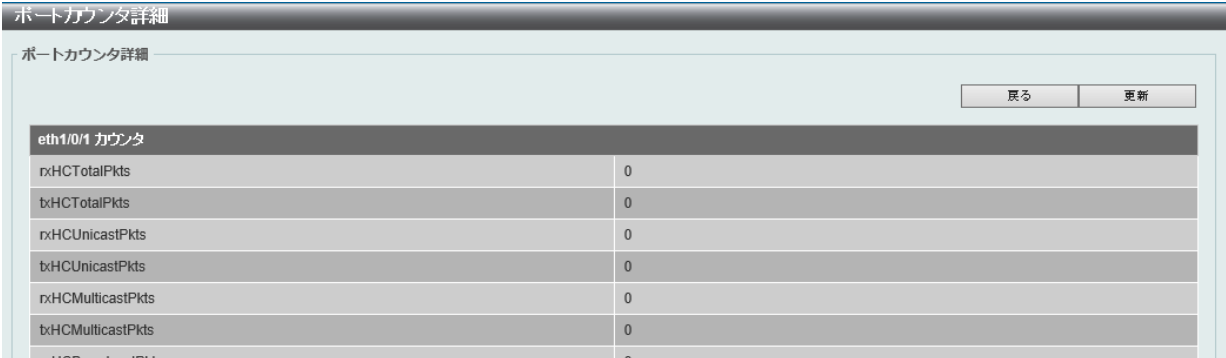 ポートカウンタ詳細
ポートカウンタ詳細
戻る 更新
eth1/0/1 カウンタ
rxHCTotalPkts 0
txHCTotalPkts 0
rxHCUnicastPkts 0
txHCUnicastPkts 0
rxHCMulticastPkts 0
txHCMulticastPkts 0